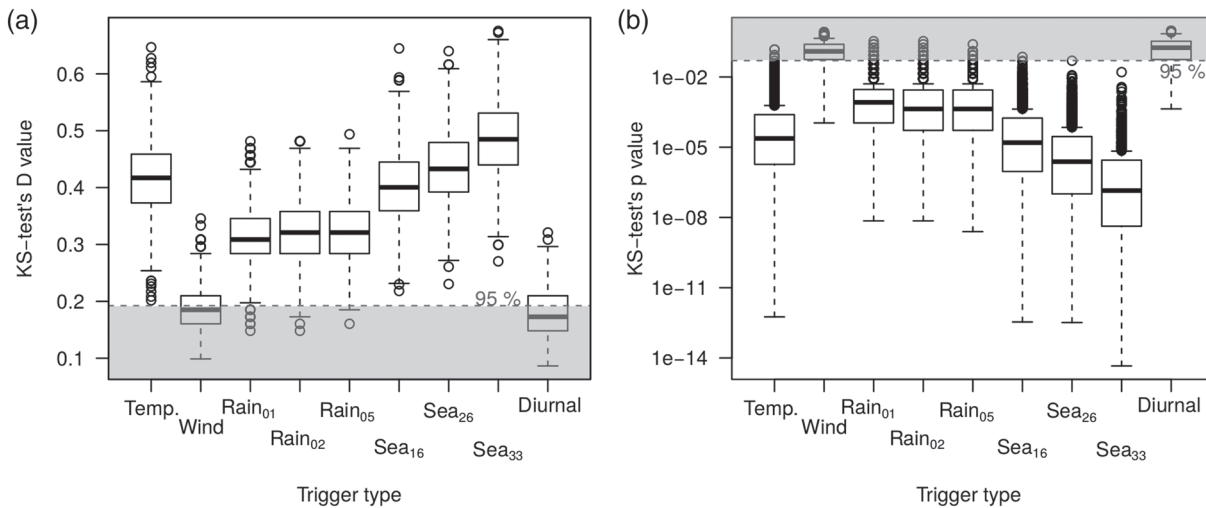 (a)
KS−test's D value
0.6
0.5
0.4
0.3
0.2
0.1
95 %
Temp.
Wind
Rain₀₁
Rain₀₂
Rain₀₅
Sea₁₆
Sea₂₆
Sea₃₃
Diurnal
Trigger type
(b)
KS−test's p value
1e−02
1e−05
1e−08
1e−11
1e−14
95 %
Temp.
Wind
Rain₀₁
Rain₀₂
Rain₀₅
Sea₁₆
Sea₂₆
Sea₃₃
Diurnal
Trigger type